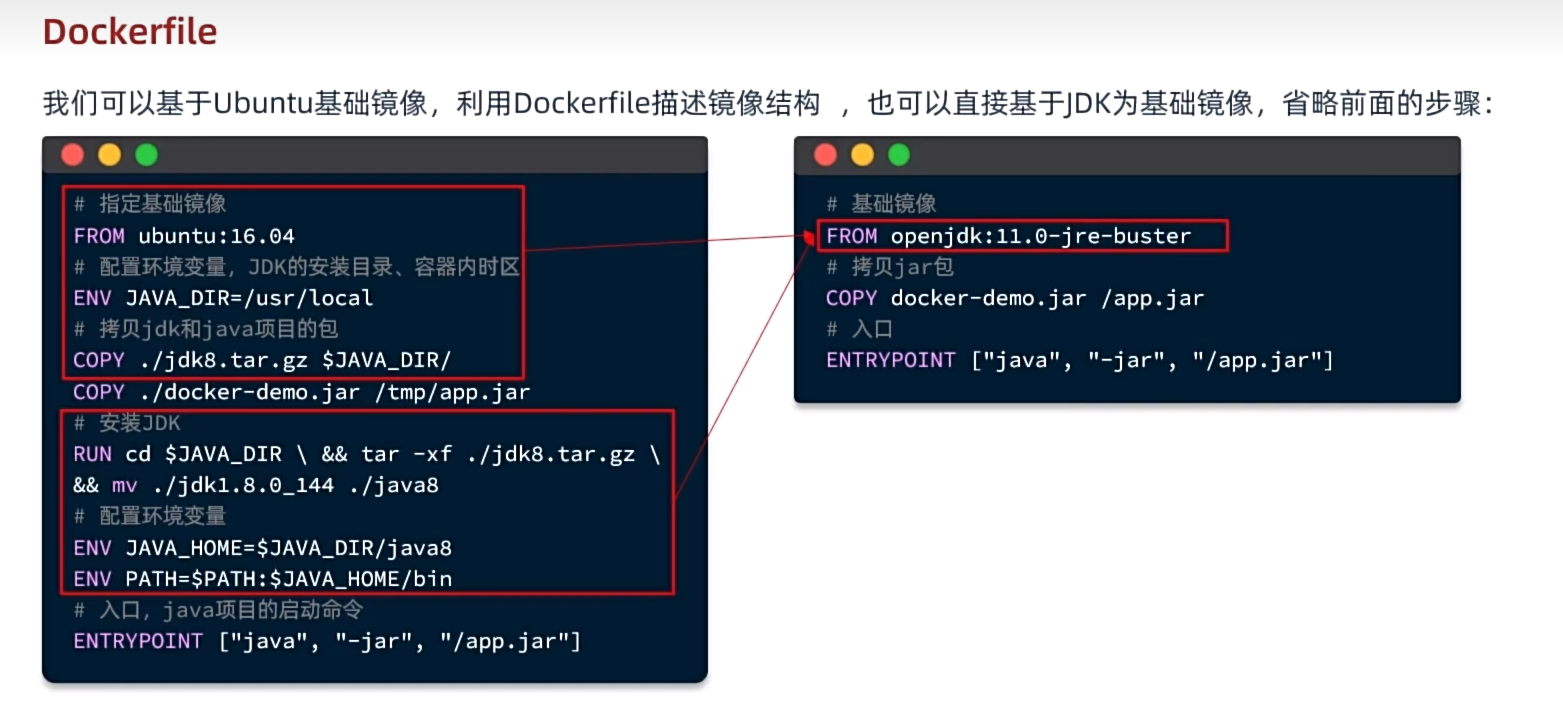 Dockerfile
我们可以基于Ubuntu基础镜像，利用Dockerfile描述镜像结构 ，也可以直接基于JDK为基础镜像，省略前面的步骤：
# 指定基础镜像
FROM ubuntu:16.04
# 配置环境变量，JDK的安装目录、容器内时区
ENV JAVA_DIR=/usr/local
# 拷贝jdk和java项目的包
COPY ./jdk8.tar.gz $JAVA_DIR/
COPY ./docker-demo.jar /tmp/app.jar
# 安装JDK
RUN cd $JAVA_DIR \ && tar -xf ./jdk8.tar.gz \
&& mv ./jdk1.8.0_144 ./java8
# 配置环境变量
ENV JAVA_HOME=$JAVA_DIR/java8
ENV PATH=$PATH:$JAVA_HOME/bin
# 入口，java项目的启动命令
ENTRYPOINT ["java", "-jar", "/app.jar"]
# 基础镜像
FROM openjdk:11.0-jre-buster
# 拷贝jar包
COPY docker-demo.jar /app.jar
# 入口
ENTRYPOINT ["java", "-jar", "/app.jar"]